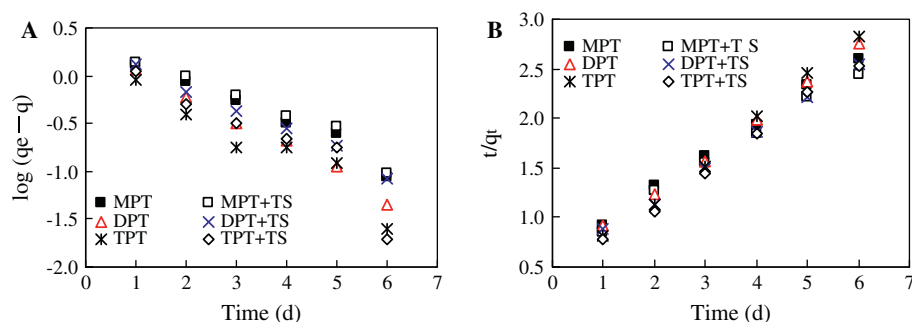 A
0.5
0.0
-0.5
-1.0
-1.5
-2.0
log (qe−q)
MPT
DPT
TPT
MPT+TS
DPT+TS
TPT+TS
0 1 2 3 4 5 6 7
Time (d)
B
3.0
2.5
2.0
1.5
1.0
0.5
t/qt
MPT
DPT
TPT
MPT+T S
DPT+TS
TPT+TS
0 1 2 3 4 5 6 7
Time (d)